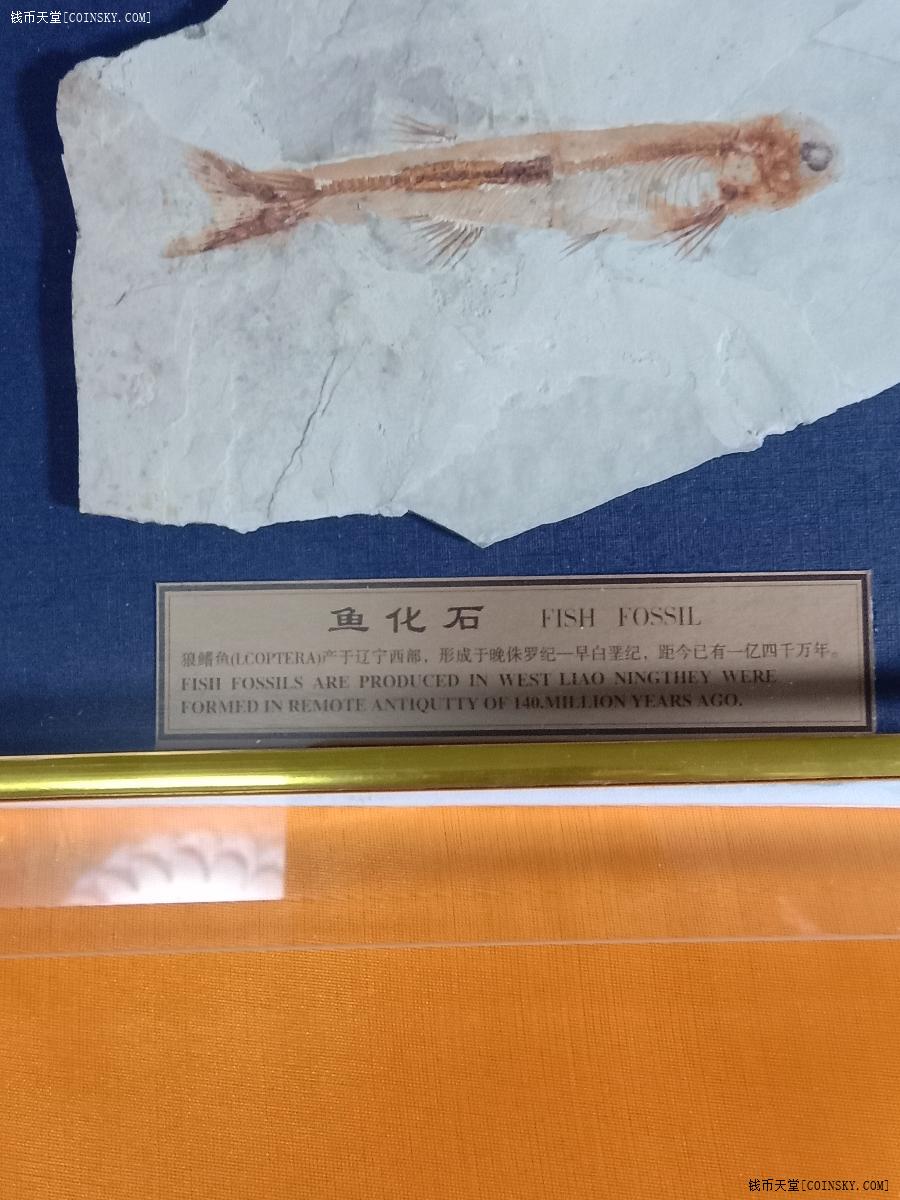 钱币天堂[COINSKY.COM]
鱼化石 FISH FOSSIL
狼鳍鱼(LCOPTERA)产于辽宁西部，形成于晚侏罗纪—早白垩纪，距今已有一亿四千万年。
FISH FOSSILS ARE PRODUCED IN WEST LIAO NINGTHEY WERE
FORMED IN REMOTE ANTIQUTTY OF 140.MILLION YEARS AGO.
钱币天堂[COINSKY.COM]